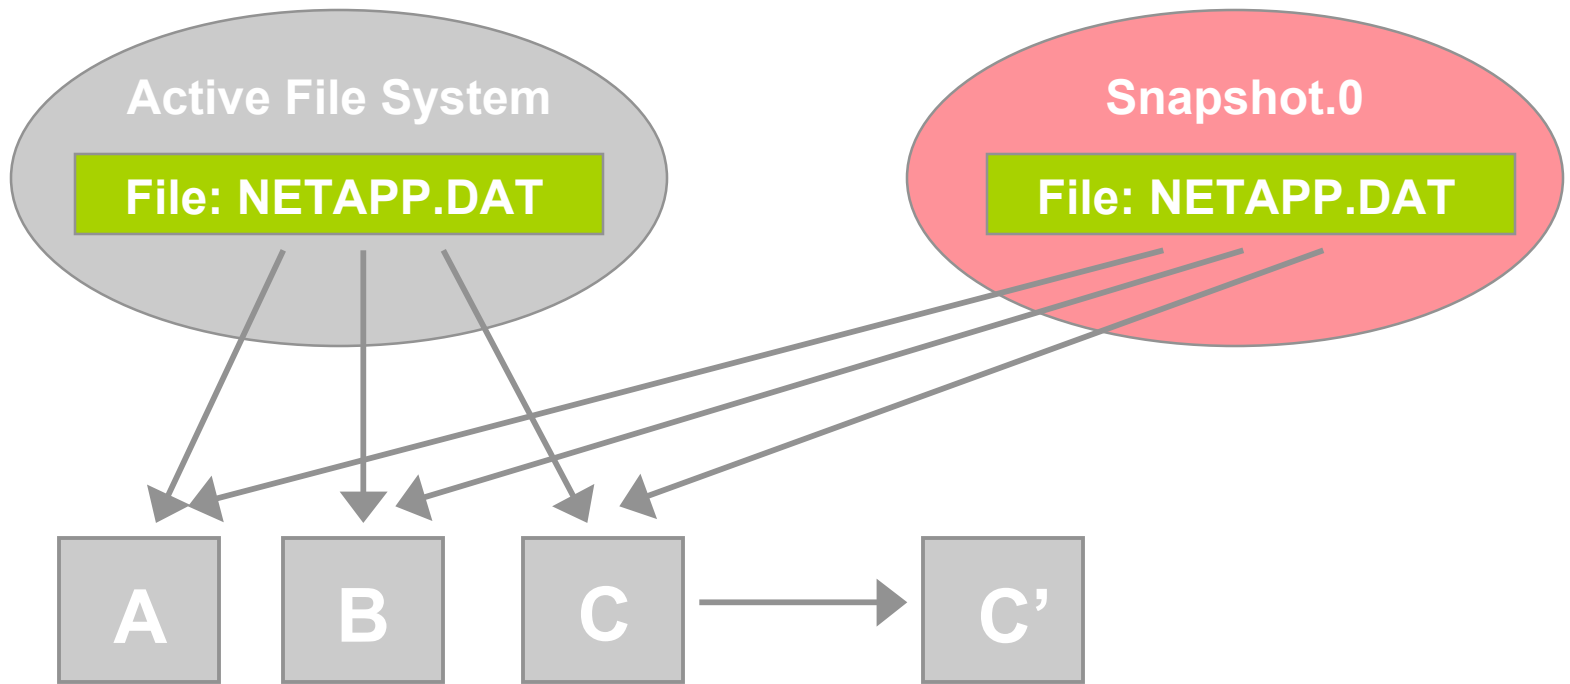 Active File System
File: NETAPP.DAT
Snapshot.0
File: NETAPP.DAT
A
B
C
C’